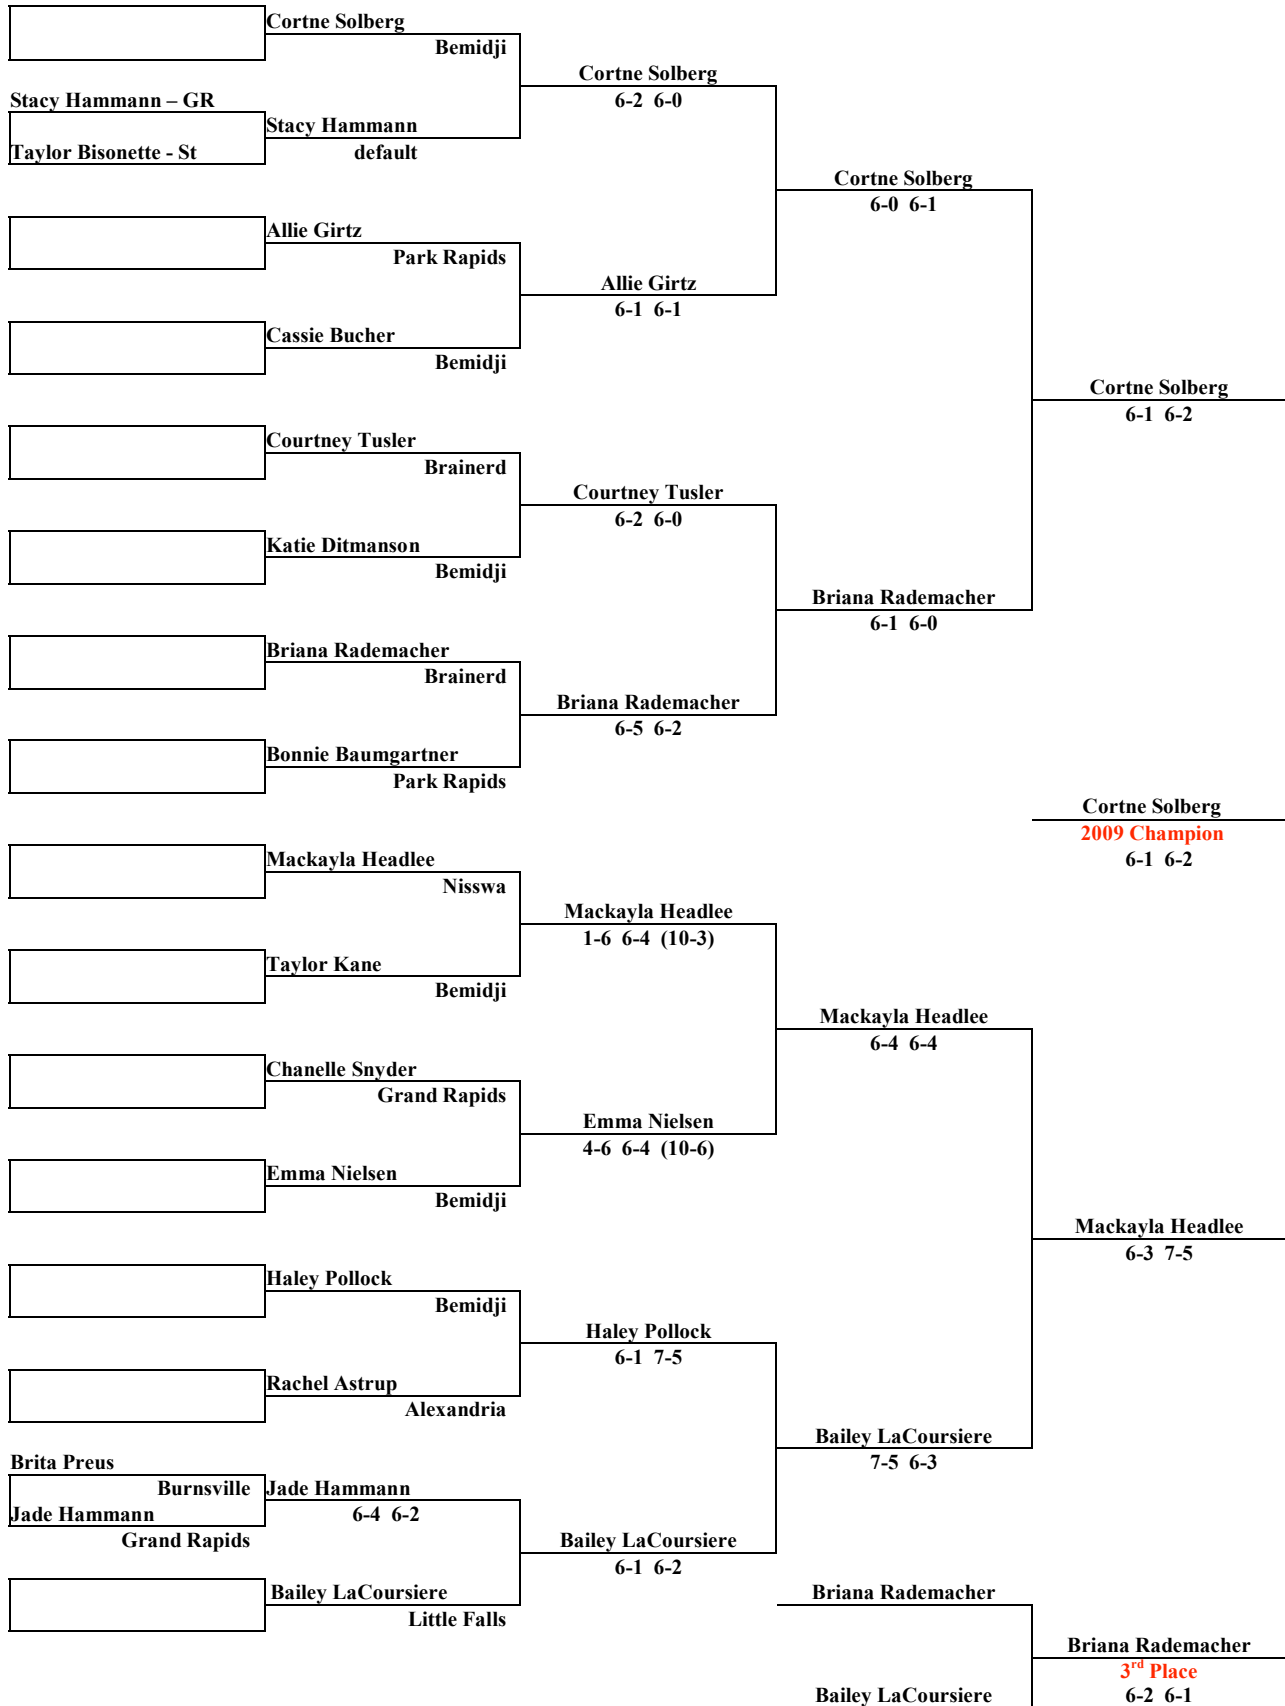 Cortne Solberg
Bemidji
Cortne Solberg
6-2 6-0
Stacy Hammann – GR
Stacy Hammann
Taylor Bisonette - St
default
Cortne Solberg
6-0 6-1
Allie Girtz
Park Rapids
Allie Girtz
6-1 6-1
Cassie Bucher
Bemidji
Cortne Solberg
6-1 6-2
Courtney Tusler
Brainerd
Courtney Tusler
6-2 6-0
Katie Ditmanson
Bemidji
Briana Rademacher
6-1 6-0
Briana Rademacher
Brainerd
Briana Rademacher
6-5 6-2
Bonnie Baumgartner
Park Rapids
Cortne Solberg
2009 Champion
6-1 6-2
Mackayla Headlee
Nisswa
Mackayla Headlee
1-6 6-4 (10-3)
Taylor Kane
Bemidji
Mackayla Headlee
6-4 6-4
Chanelle Snyder
Grand Rapids
Emma Nielsen
4-6 6-4 (10-6)
Emma Nielsen
Bemidji
Mackayla Headlee
6-3 7-5
Haley Pollock
Bemidji
Haley Pollock
6-1 7-5
Rachel Astrup
Alexandria
Bailey LaCoursiere
7-5 6-3
Brita Preus
Burnsville
Jade Hammann
Jade Hammann
6-4 6-2
Grand Rapids
Bailey LaCoursiere
6-1 6-2
Bailey LaCoursiere
Little Falls
Briana Rademacher
Briana Rademacher
3rd Place
6-2 6-1
Bailey LaCoursiere